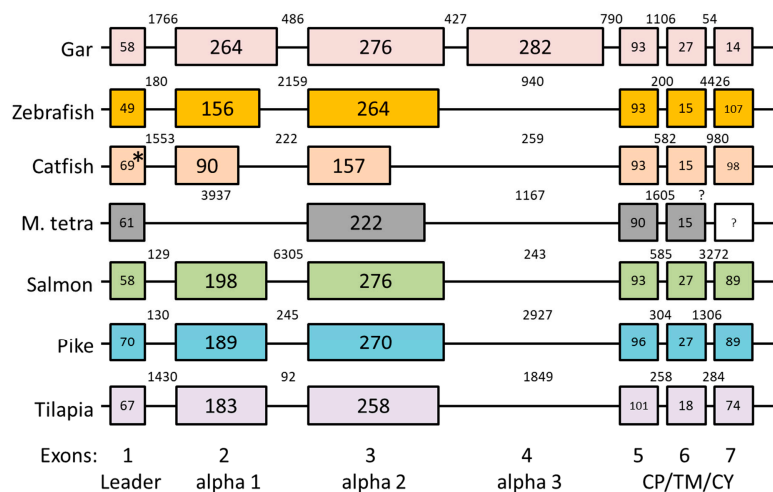 1766 486 427 790 1106 54
Gar 58 264 276 282 93 27 14
180 2159 940 200 4426
Zebrafish 49 156 264 93 15 107
1553 222 259 582 980
Catfish 69* 90 157 93 15 98
3937 1167 1605 ?
M. tetra 61 222 90 15 ?
129 6305 243 585 3272
Salmon 58 198 276 93 27 89
130 245 2927 304 1306
Pike 70 189 270 96 27 89
1430 92 1849 258 284
Tilapia 67 183 258 101 18 74
Exons: 1 2 3 4 5 6 7
Leader alpha 1 alpha 2 alpha 3 CP/TM/CY